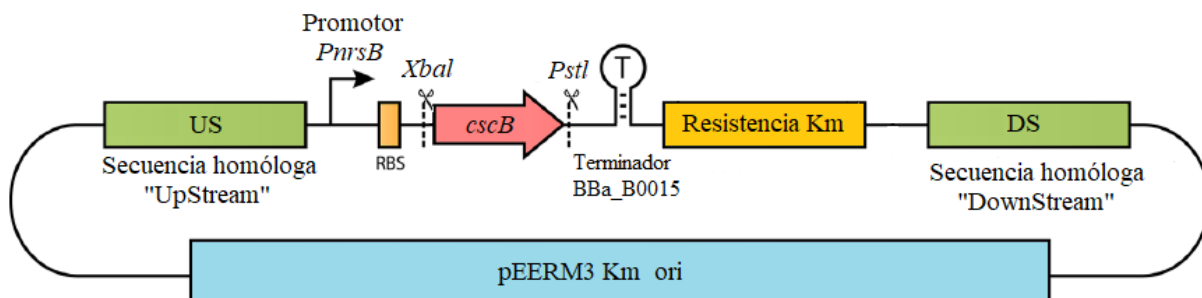 Promotor
PnrsB
XbaI
PstI
T
US
RBS
cscB
Resistencia Km
DS
Secuencia homóloga
"UpStream"
Terminador
BBa_B0015
Secuencia homóloga
"DownStream"
pEERM3 Km ori